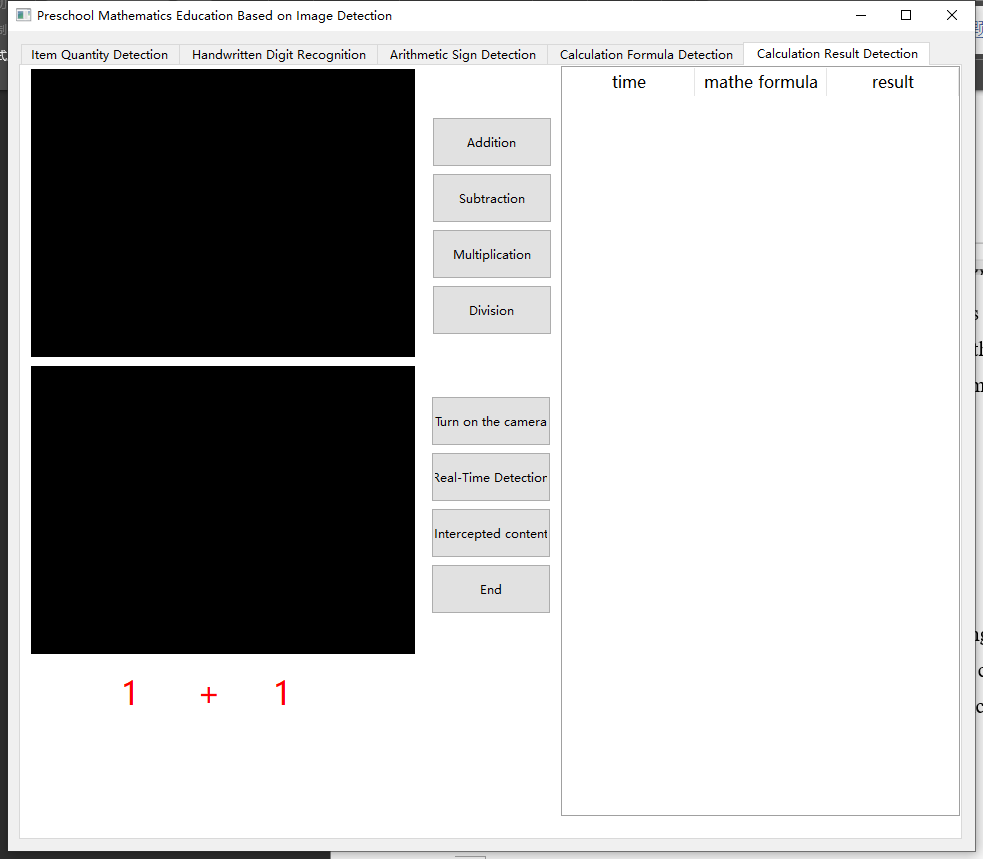 Preschool Mathematics Education Based on Image Detection
Item Quantity Detection Handwritten Digit Recognition Arithmetic Sign Detection Calculation Formula Detection Calculation Result Detection
time mathe formula result
Addition
Subtraction
Multiplication
Division
Turn on the camera
Real-Time Detection
Intercepted content
End
1 + 1